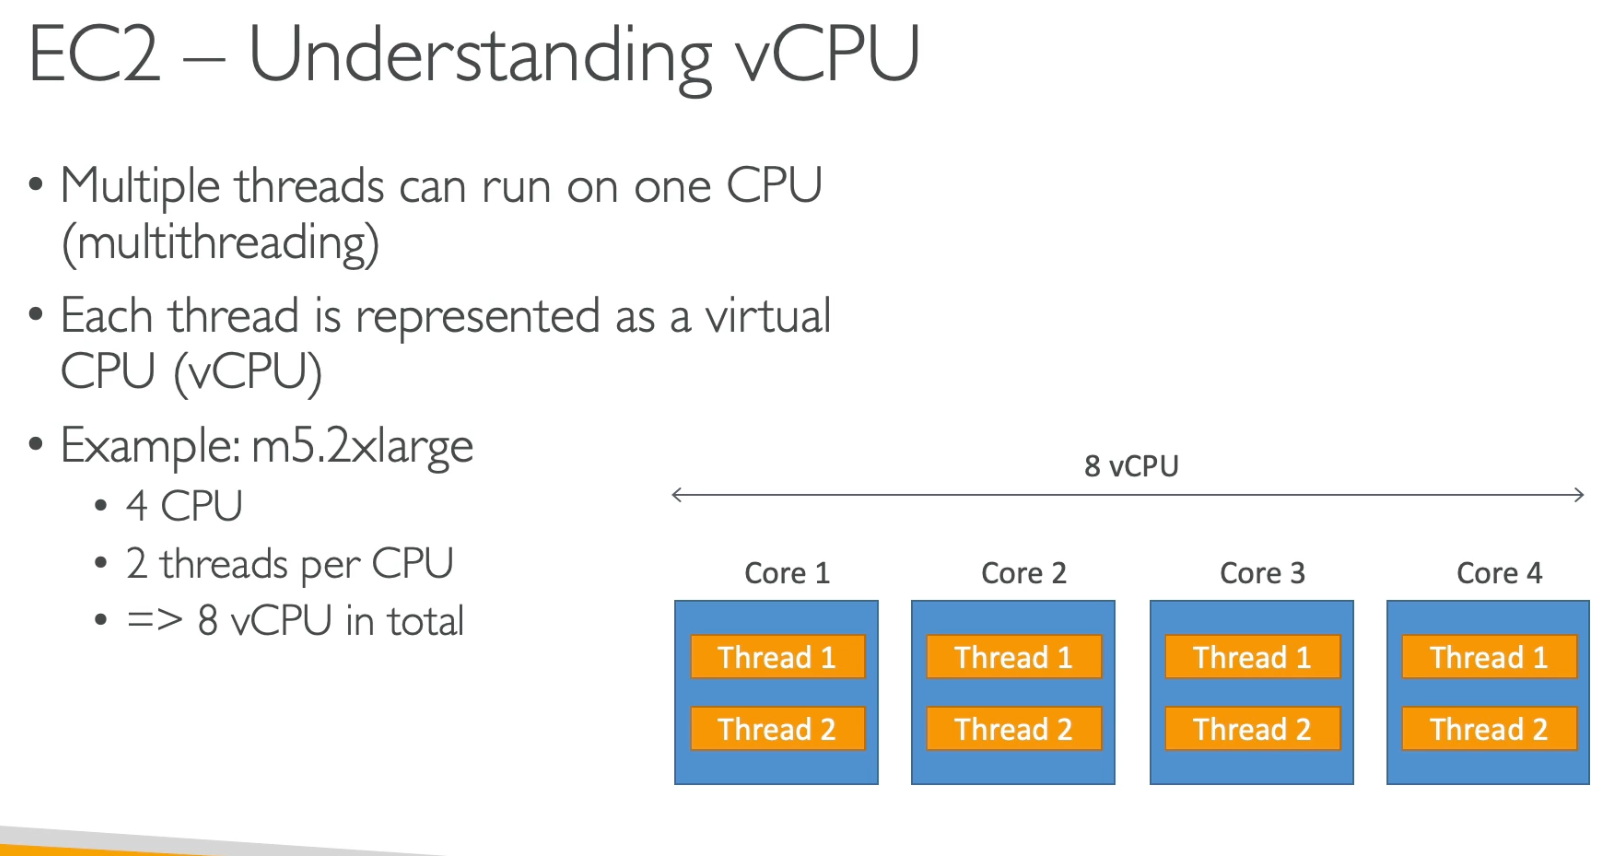 EC2 – Understanding vCPU
• Multiple threads can run on one CPU
(multithreading)
• Each thread is represented as a virtual
CPU (vCPU)
• Example: m5.2xlarge
• 4 CPU
• 2 threads per CPU
• => 8 vCPU in total
8 vCPU
Core 1
Thread 1
Thread 2
Core 2
Thread 1
Thread 2
Core 3
Thread 1
Thread 2
Core 4
Thread 1
Thread 2